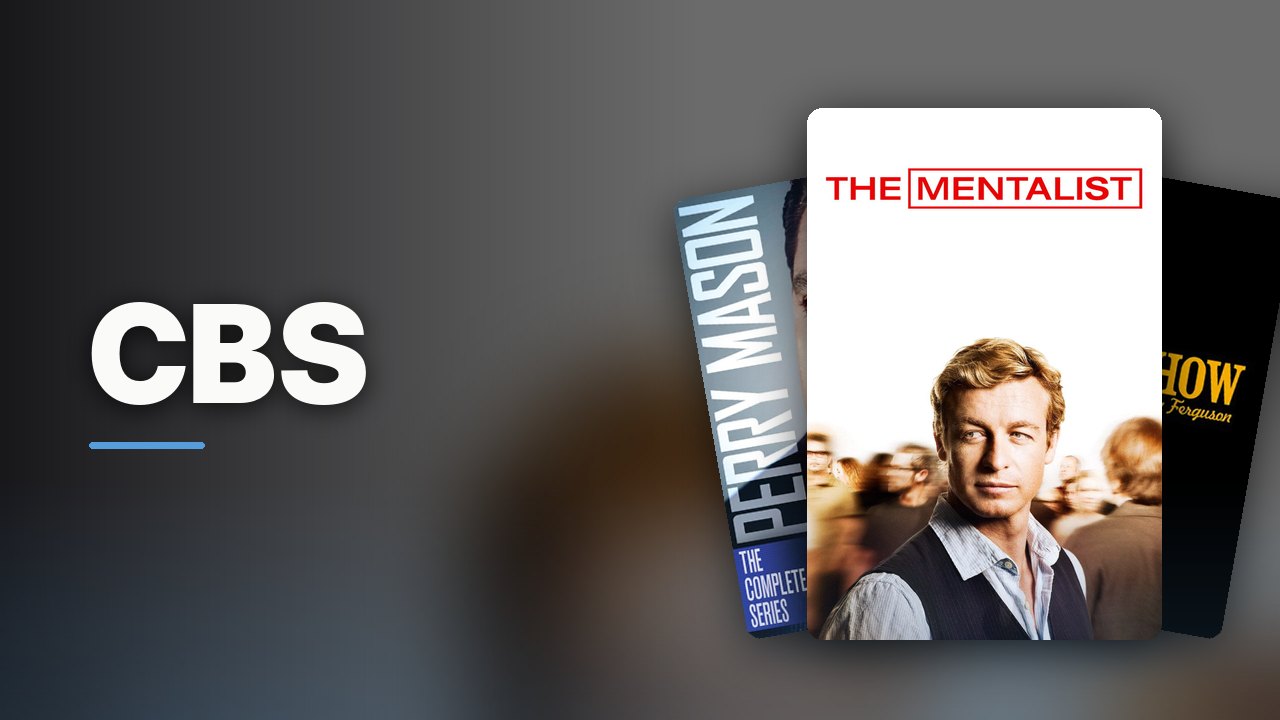 CBS
PERRY MASON
THE
COMPLETE
SERIES
THE MENTALIST
HOW
Ferguson